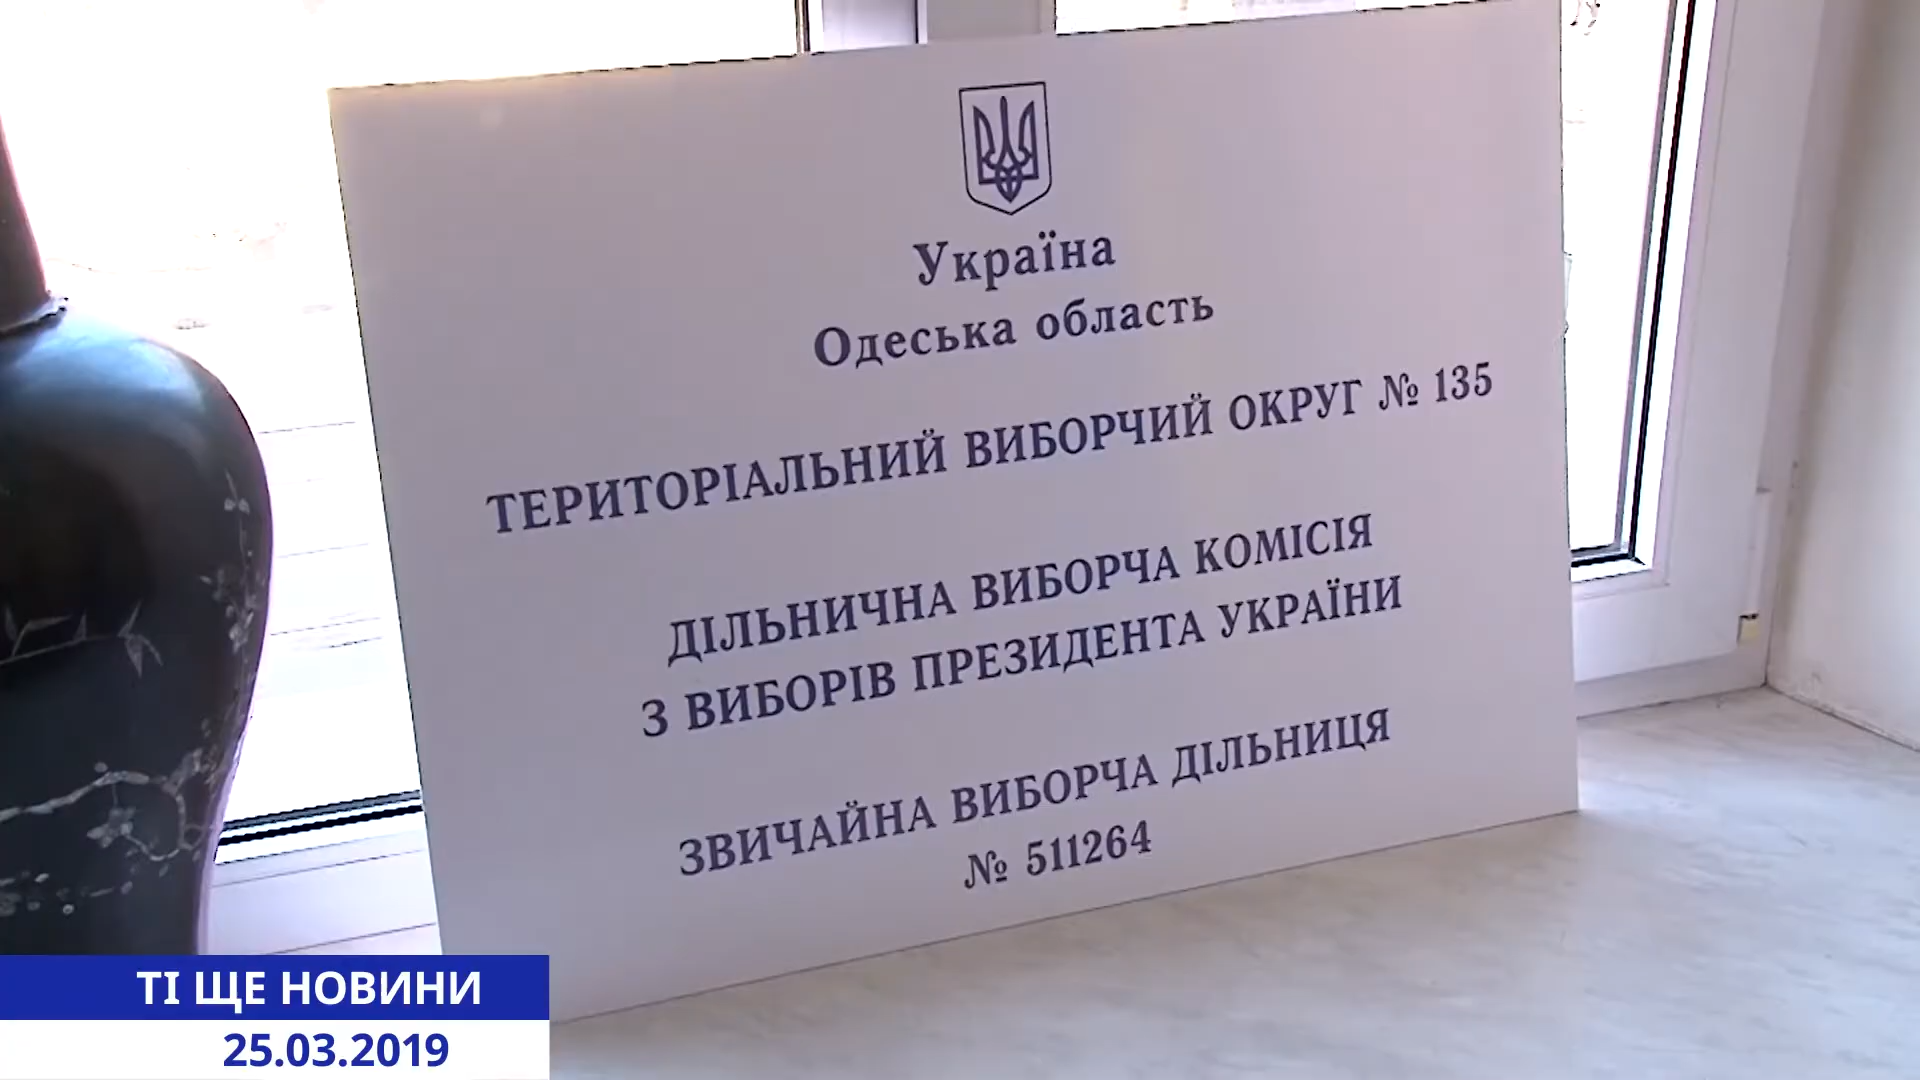 Україна
Одеська область
ТЕРИТОРІАЛЬНИЙ ВИБОРЧИЙ ОКРУГ № 135
ДІЛЬНИЧНА ВИБОРЧА КОМІСІЯ
З ВИБОРІВ ПРЕЗИДЕНТА УКРАЇНИ
ЗВИЧАЙНА ВИБОРЧА ДІЛЬНИЦЯ
№ 511264
ТІ ЩЕ НОВИНИ
25.03.2019